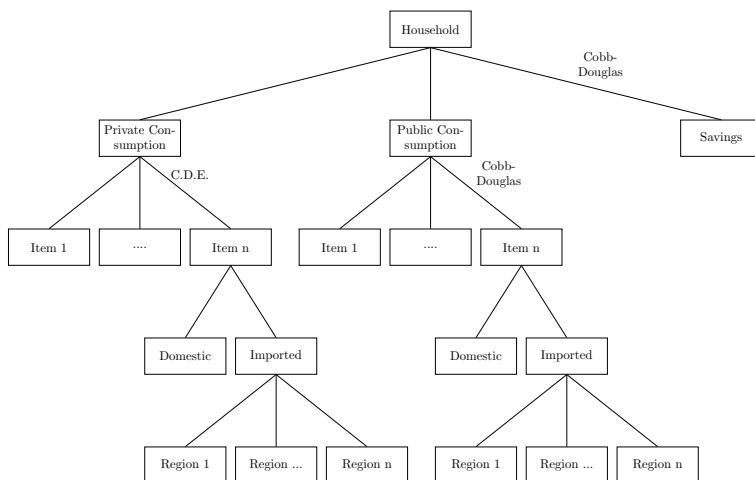 Household
Cobb-
Douglas
Private Con-
sumption
Public Con-
sumption
Savings
C.D.E.
Cobb-
Douglas
Item 1
....
Item n
Item 1
....
Item n
Domestic
Imported
Domestic
Imported
Region 1
Region ...
Region n
Region 1
Region ...
Region n